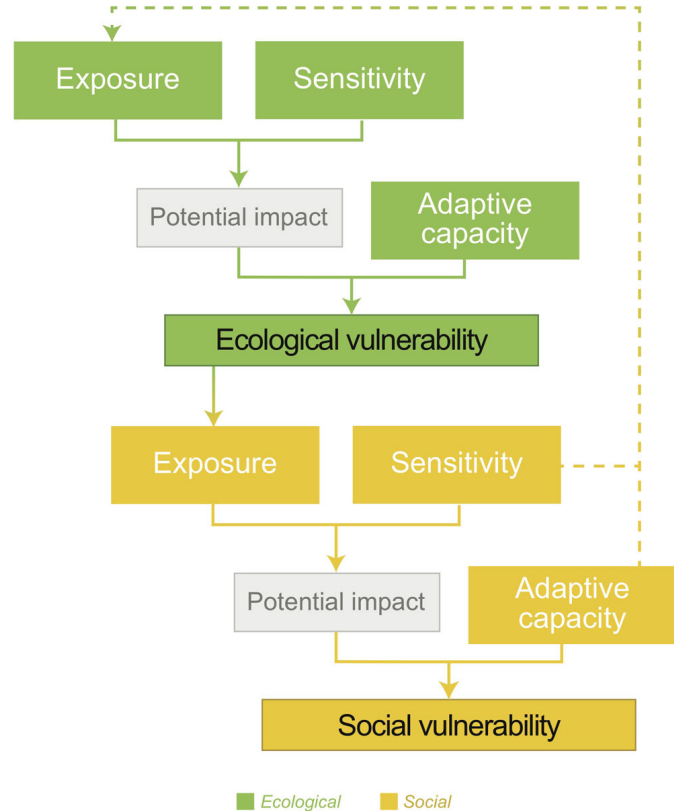 Exposure
Sensitivity
Potential impact
Adaptive
capacity
Ecological vulnerability
Exposure
Sensitivity
Potential impact
Adaptive
capacity
Social vulnerability
Ecological
Social